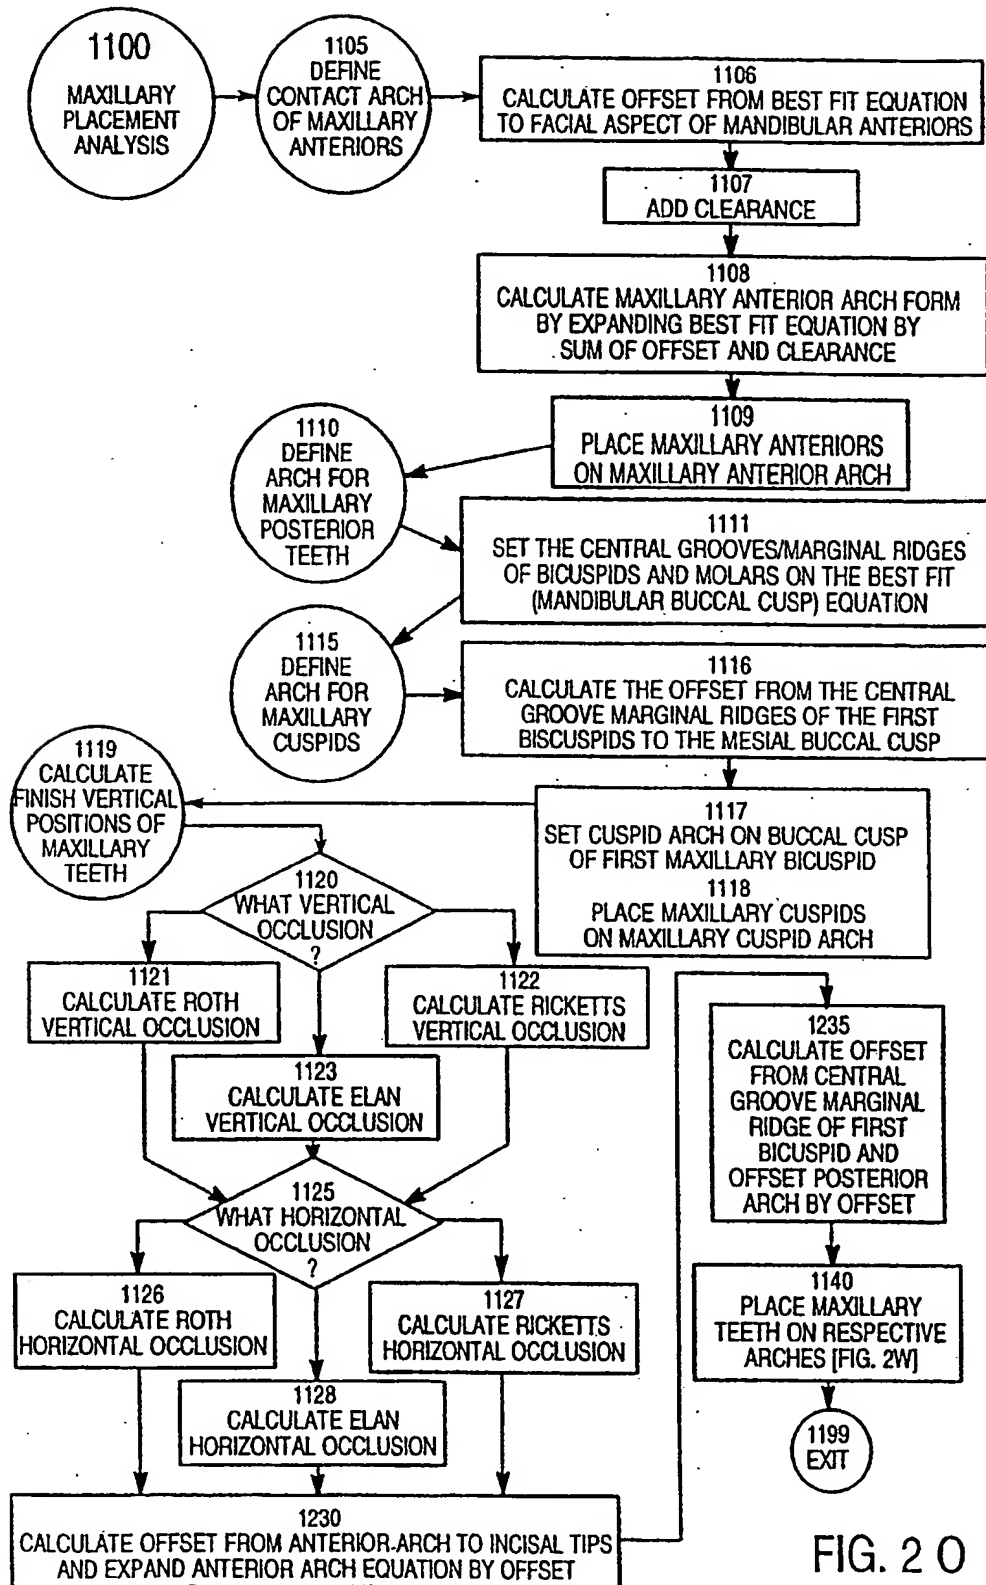 1100
MAXILLARY
PLACEMENT
ANALYSIS
1105
DEFINE
CONTACT ARCH
OF MAXILLARY
ANTERIORS
1106
CALCULATE OFFSET FROM BEST FIT EQUATION
TO FACIAL ASPECT OF MANDIBULAR ANTERIORS
1107
ADD CLEARANCE
1108
CALCULATE MAXILLARY ANTERIOR ARCH FORM
BY EXPANDING BEST FIT EQUATION BY
SUM OF OFFSET AND CLEARANCE
1109
PLACE MAXILLARY ANTERIORS
ON MAXILLARY ANTERIOR ARCH
1110
DEFINE
ARCH FOR
MAXILLARY
POSTERIOR
TEETH
1111
SET THE CENTRAL GROOVES/MARGINAL RIDGES
OF BICUSPIDS AND MOLARS ON THE BEST FIT
(MANDIBULAR BUCCAL CUSP) EQUATION
1115
DEFINE
ARCH FOR
MAXILLARY
CUSPIDS
1116
CALCULATE THE OFFSET FROM THE CENTRAL
GROOVE MARGINAL RIDGES OF THE FIRST
BISCUSPIDS TO THE MESIAL BUCCAL CUSP
1117
SET CUSPID ARCH ON BUCCAL CUSP
OF FIRST MAXILLARY BICUSPID
1118
PLACE MAXILLARY CUSPIDS
ON MAXILLARY CUSPID ARCH
1119
CALCULATE
FINISH VERTICAL
POSITIONS OF
MAXILLARY
TEETH
1120
WHAT VERTICAL
OCCLUSION
?
1121
CALCULATE ROTH
VERTICAL OCCLUSION
1122
CALCULATE RICKETTS
VERTICAL OCCLUSION
1123
CALCULATE ELAN
VERTICAL OCCLUSION
1125
WHAT HORIZONTAL
OCCLUSION
?
1126
CALCULATE ROTH
HORIZONTAL OCCLUSION
1127
CALCULATE RICKETTS
HORIZONTAL OCCLUSION
1128
CALCULATE ELAN
HORIZONTAL OCCLUSION
1230
CALCULATE OFFSET FROM ANTERIOR ARCH TO INCISAL TIPS
AND EXPAND ANTERIOR ARCH EQUATION BY OFFSET
1235
CALCULATE OFFSET
FROM CENTRAL
GROOVE MARGINAL
RIDGE OF FIRST
BICUSPID AND
OFFSET POSTERIOR
ARCH BY OFFSET
1140
PLACE MAXILLARY
TEETH ON RESPECTIVE
ARCHES [FIG. 2W]
1199
EXIT
FIG. 2 O